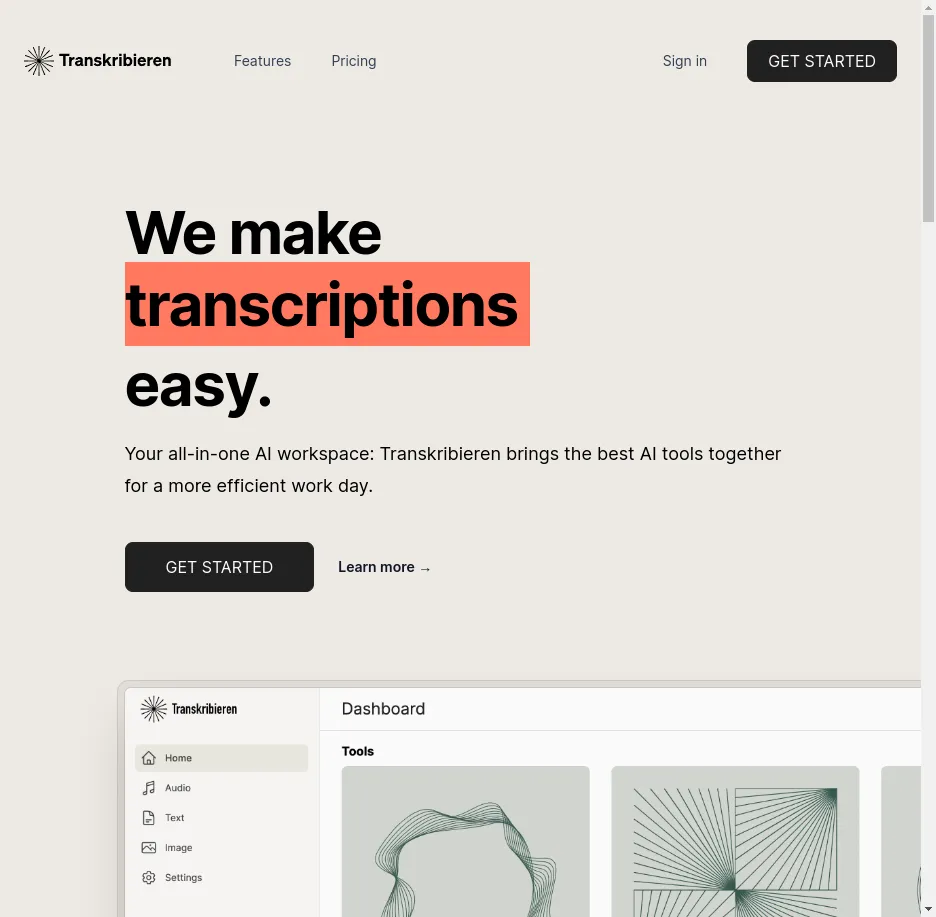 Transkribieren
Features
Pricing
Sign in
GET STARTED
We make
transcriptions
easy.
Your all-in-one AI workspace: Transkribieren brings the best AI tools together
for a more efficient work day.
GET STARTED
Learn more →
Transkribieren
Home
Audio
Text
Image
Settings
Dashboard
Tools